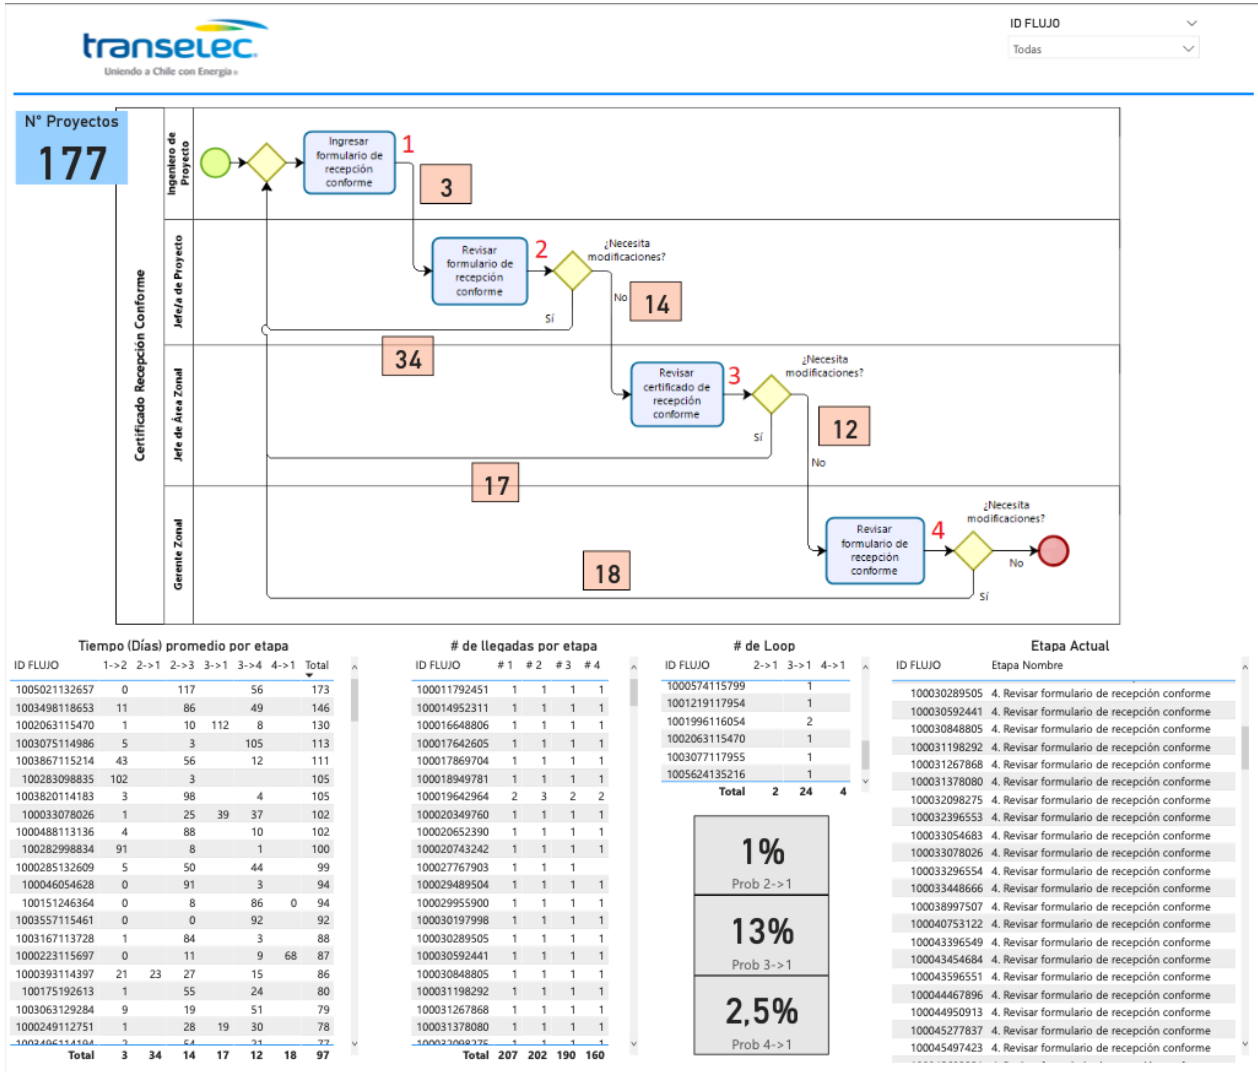 transelec
Uniendo a Chile con Energía
ID FLUJO
Todas
N° Proyectos
177
Certificado Recepción Conforme
Ingeniero de
Proyecto
Ingresar
formulario de
recepción
conforme
1
3
Jefe/a de Proyecto
Revisar
formulario de
recepción
conforme
2
¿Necesita
modificaciones?
No
14
Sí
34
Jefe de Área Zonal
Revisar
certificado de
recepción
conforme
3
¿Necesita
modificaciones?
12
Sí
No
17
Gerente Zonal
Revisar
formulario de
recepción
conforme
4
¿Necesita
modificaciones?
No
Sí
18
Tiempo (Días) promedio por etapa
ID FLUJO 1->2 2->1 2->3 3->1 3->4 4->1 Total
1005021132657 0 117 56 173
1003498118653 11 86 49 146
1002063115470 1 10 112 8 130
1003075114986 5 3 105 113
1003867115214 43 56 12 111
100283098835 102 3 105
1003820114183 3 98 4 105
100033078026 1 25 39 37 102
1000488113136 4 88 10 102
100282998834 91 8 1 100
1000285132609 5 50 44 99
100046054628 0 91 3 94
100151246364 0 8 86 0 94
1003557115461 0 0 92 92
1003167113728 1 84 3 88
1000223115697 0 11 9 68 87
1000393114397 21 23 27 15 86
100175192613 1 55 24 80
1003063129284 9 19 51 79
1000249112751 1 28 19 30 78
Total 3 34 14 17 12 18 97
# de llegadas por etapa
ID FLUJO # 1 # 2 # 3 # 4
100011792451 1 1 1 1
100014952311 1 1 1 1
100016648806 1 1 1 1
100017642605 1 1 1 1
100017869704 1 1 1 1
100018949781 1 1 1 1
100019642964 2 3 2 2
100020349760 1 1 1 1
100020652390 1 1 1 1
100020743242 1 1 1 1
100027767903 1 1 1
100029489504 1 1 1 1
100029955900 1 1 1 1
100030197998 1 1 1 1
100030289505 1 1 1 1
100030592441 1 1 1 1
100030848805 1 1 1 1
100031198292 1 1 1 1
100031267868 1 1 1 1
100031378080 1 1 1 1
Total 207 202 190 160
# de Loop
ID FLUJO 2->1 3->1 4->1
1000574115799 1
1001219117954 1
1001996116054 2
1002063115470 1
1003077117955 1
1005624135216 1
Total 2 24 4
1%
Prob 2->1
13%
Prob 3->1
2,5%
Prob 4->1
Etapa Actual
ID FLUJO Etapa Nombre
100030289505 4. Revisar formulario de recepción conforme
100030592441 4. Revisar formulario de recepción conforme
100030848805 4. Revisar formulario de recepción conforme
100031198292 4. Revisar formulario de recepción conforme
100031267868 4. Revisar formulario de recepción conforme
100031378080 4. Revisar formulario de recepción conforme
100032098275 4. Revisar formulario de recepción conforme
100032396553 4. Revisar formulario de recepción conforme
100033054683 4. Revisar formulario de recepción conforme
100033078026 4. Revisar formulario de recepción conforme
100033296554 4. Revisar formulario de recepción conforme
100033448666 4. Revisar formulario de recepción conforme
100038997507 4. Revisar formulario de recepción conforme
100040753122 4. Revisar formulario de recepción conforme
100043396549 4. Revisar formulario de recepción conforme
100043454684 4. Revisar formulario de recepción conforme
100043596551 4. Revisar formulario de recepción conforme
100044467896 4. Revisar formulario de recepción conforme
100044950913 4. Revisar formulario de recepción conforme
100045277837 4. Revisar formulario de recepción conforme
100045497423 4. Revisar formulario de recepción conforme